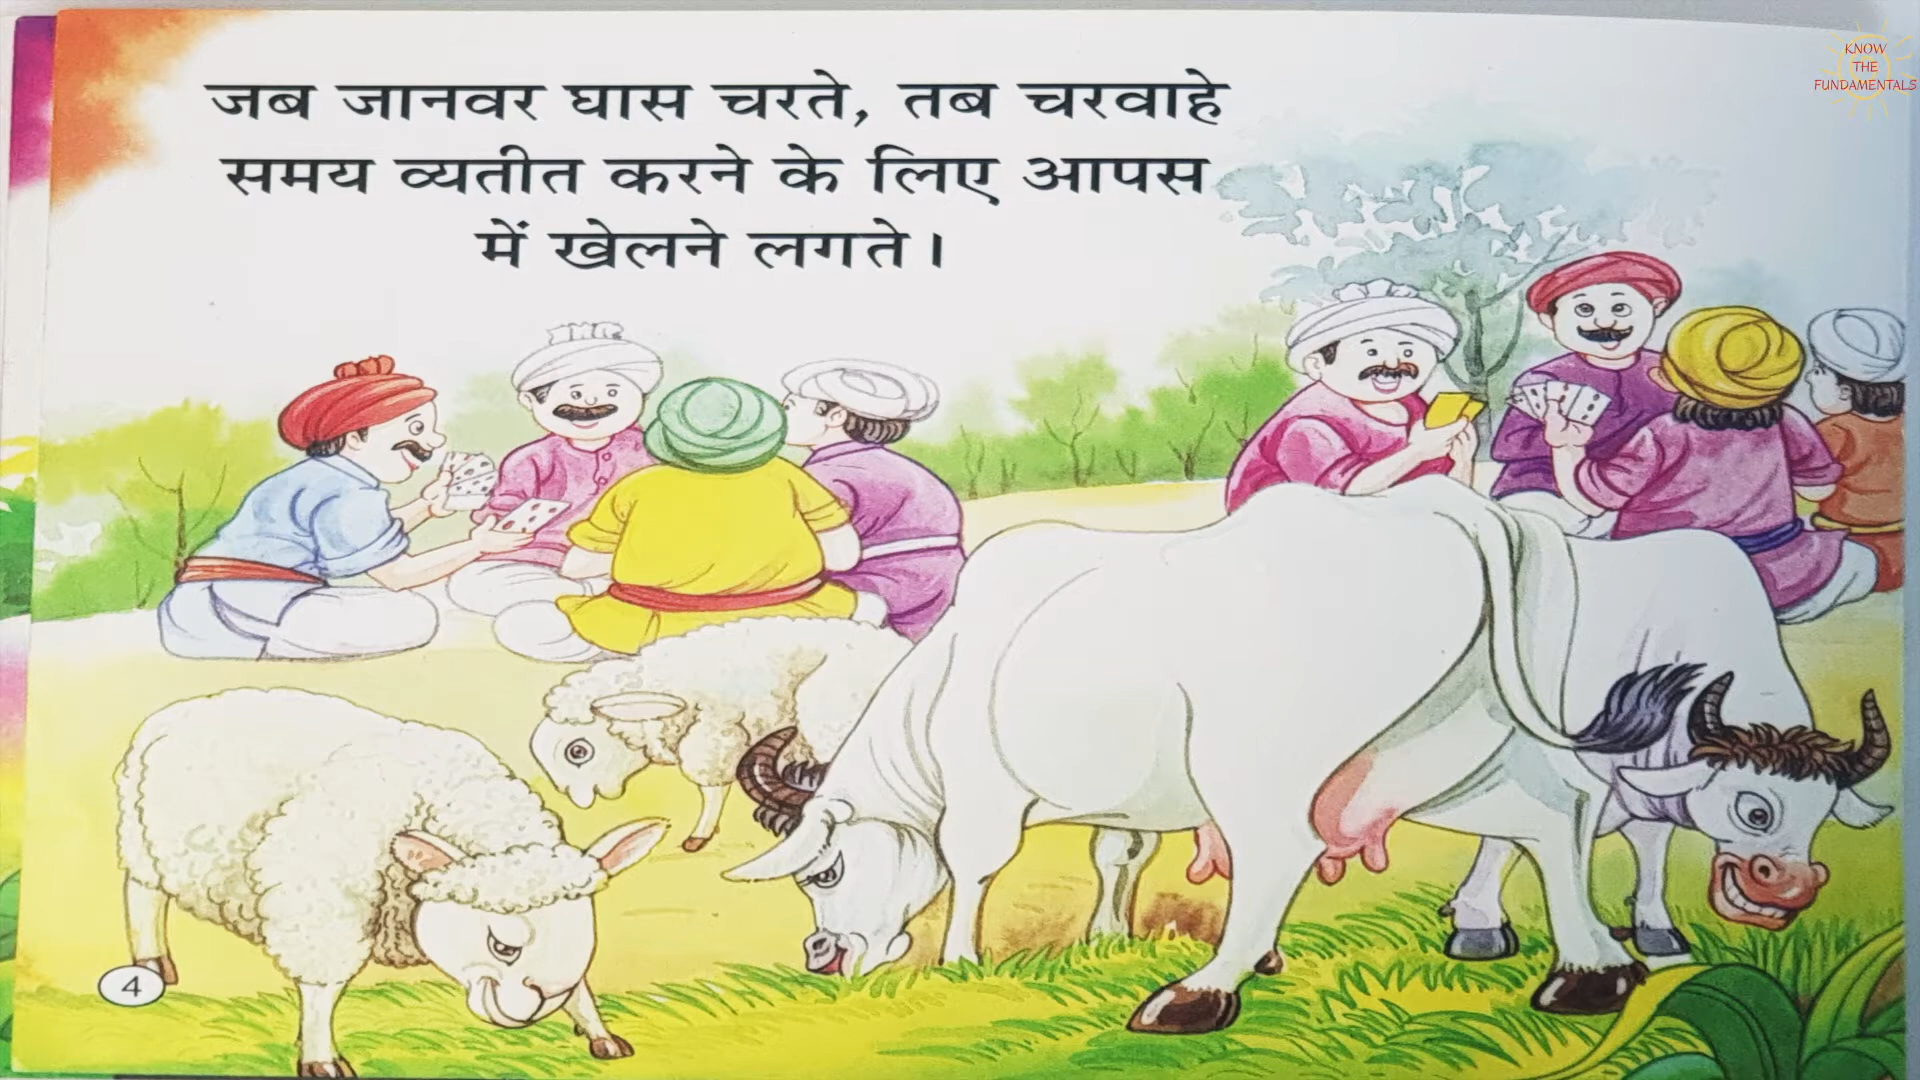 जब जानवर घास चरते, तब चरवाहे
समय व्यतीत करने के लिए आपस
में खेलने लगते।
KNOW
THE
FUNDAMENTALS
4